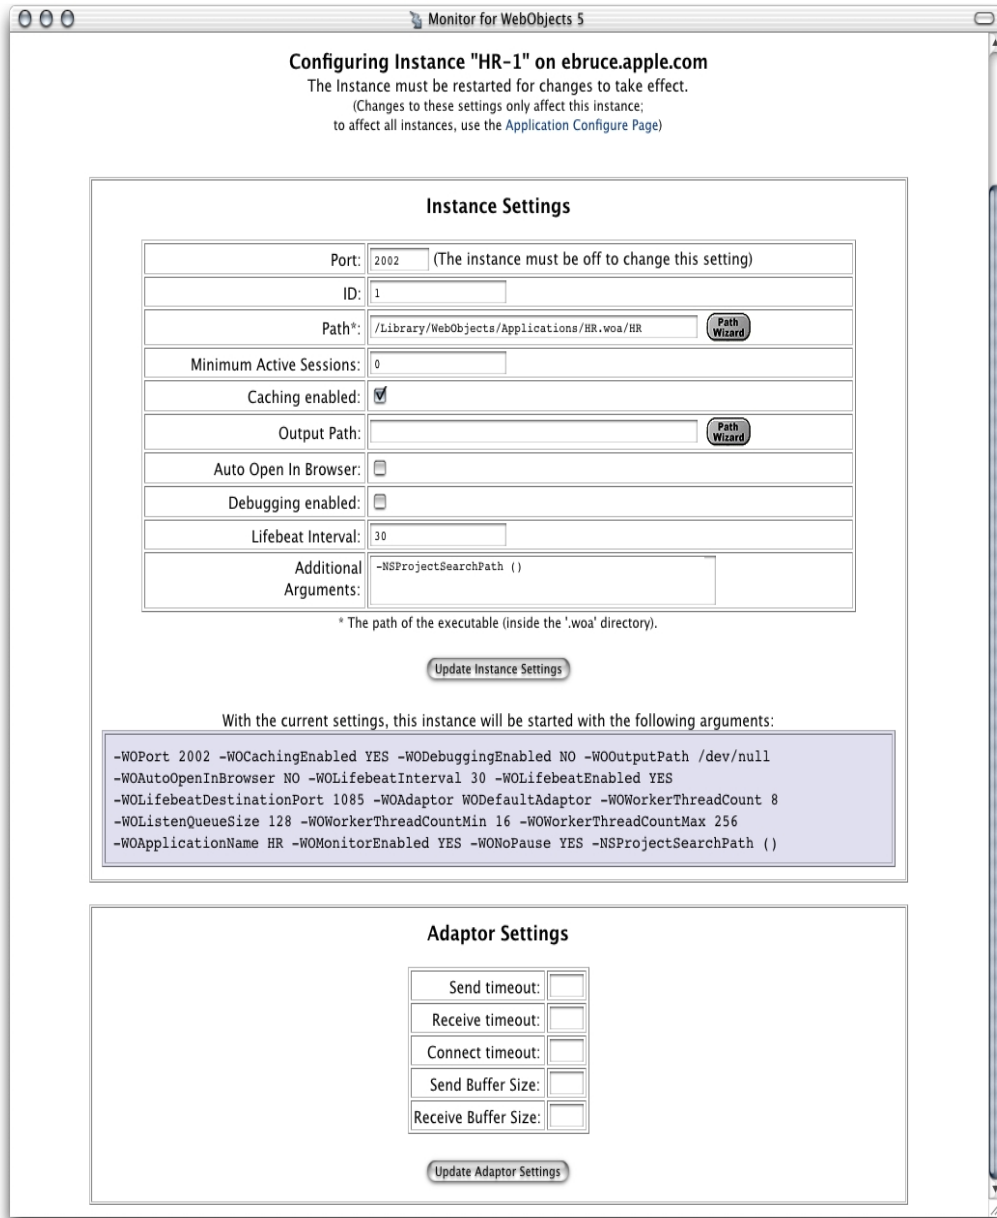 Monitor for WebObjects 5
Configuring Instance "HR-1" on ebruce.apple.com
The Instance must be restarted for changes to take effect.
(Changes to these settings only affect this instance;
to affect all instances, use the Application Configure Page)
Instance Settings
Port: 2002 (The instance must be off to change this setting)
ID: 1
Path*: /Library/WebObjects/Applications/HR.woa/HR Path Wizard
Minimum Active Sessions: 0
Caching enabled:
Output Path: Path Wizard
Auto Open In Browser:
Debugging enabled:
Lifebeat Interval: 30
Additional Arguments: -NSProjectSearchPath ()
* The path of the executable (inside the '.woa' directory).
Update Instance Settings
With the current settings, this instance will be started with the following arguments:
-WOPort 2002 -WOCachingEnabled YES -WODebuggingEnabled NO -WOOutputPath /dev/null
-WOAutoOpenInBrowser NO -WOLifebeatInterval 30 -WOLifebeatEnabled YES
-WOLifebeatDestinationPort 1085 -WOAdaptor WODefaultAdaptor -WOWorkerThreadCount 8
-WOListenQueueSize 128 -WOWorkerThreadCountMin 16 -WOWorkerThreadCountMax 256
-WOApplicationName HR -WOMonitorEnabled YES -WONoPause YES -NSProjectSearchPath ()
Adaptor Settings
Send timeout:
Receive timeout:
Connect timeout:
Send Buffer Size:
Receive Buffer Size:
Update Adaptor Settings